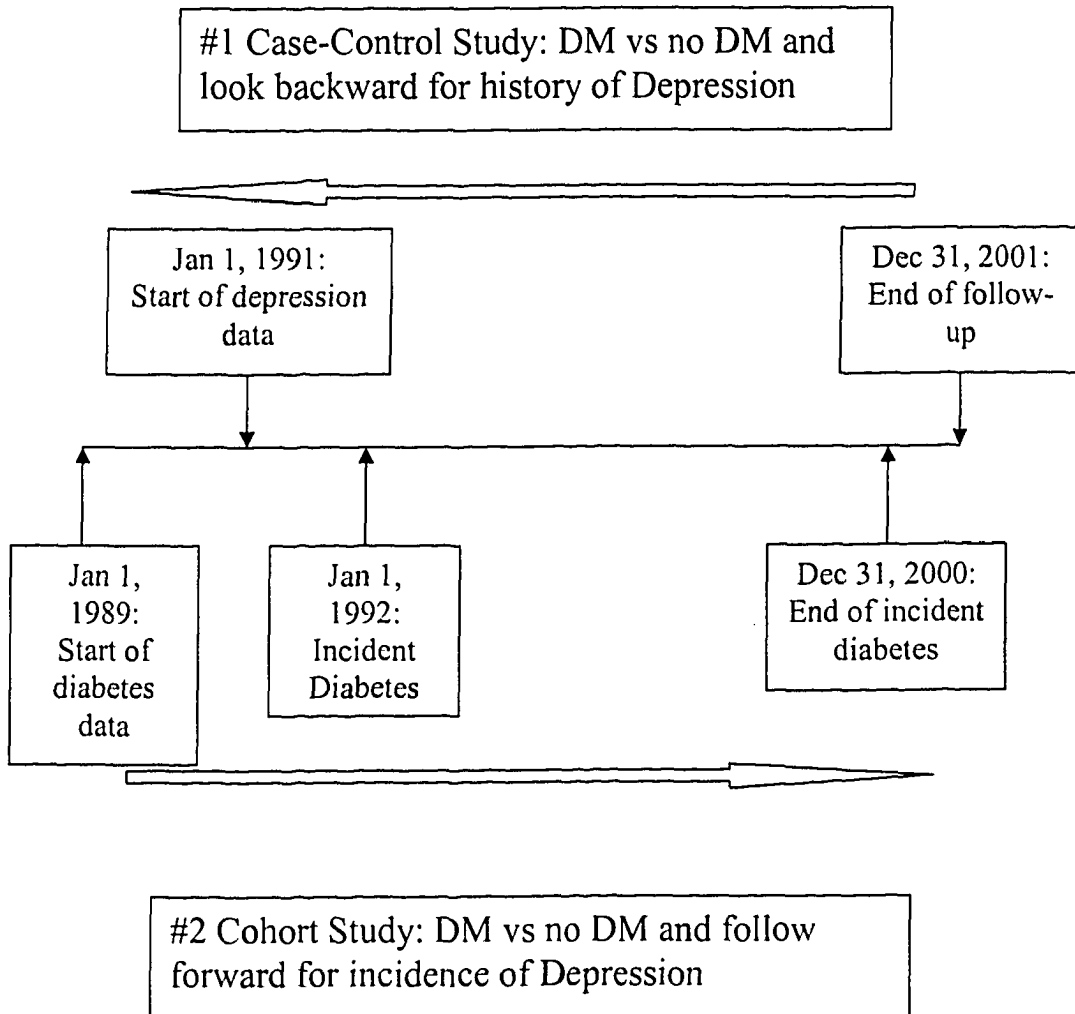 #1 Case-Control Study: DM vs no DM and
look backward for history of Depression
Jan 1, 1991:
Start of depression
data
Dec 31, 2001:
End of follow-
up
Jan 1,
1989:
Start of
diabetes
data
Jan 1,
1992:
Incident
Diabetes
Dec 31, 2000:
End of incident
diabetes
#2 Cohort Study: DM vs no DM and follow
forward for incidence of Depression